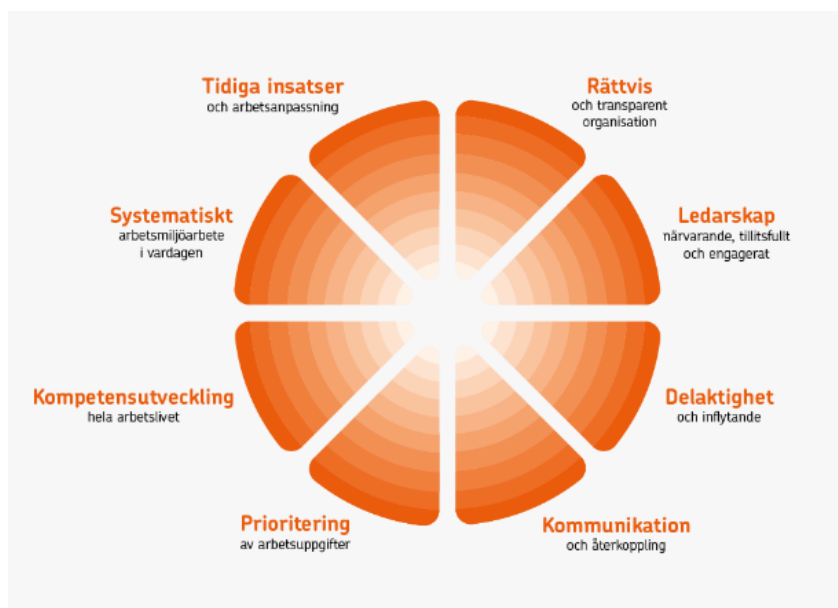 Tidiga insatser
och arbetsanpassning
Rättvis
och transparent
organisation
Ledarskap
närvarande, tillitsfullt
och engagerat
Delaktighet
och inflytande
Kommunikation
och återkoppling
Prioritering
av arbetsuppgifter
Kompetensutveckling
hela arbetslivet
Systematiskt
arbetsmiljöarbete
i vardagen